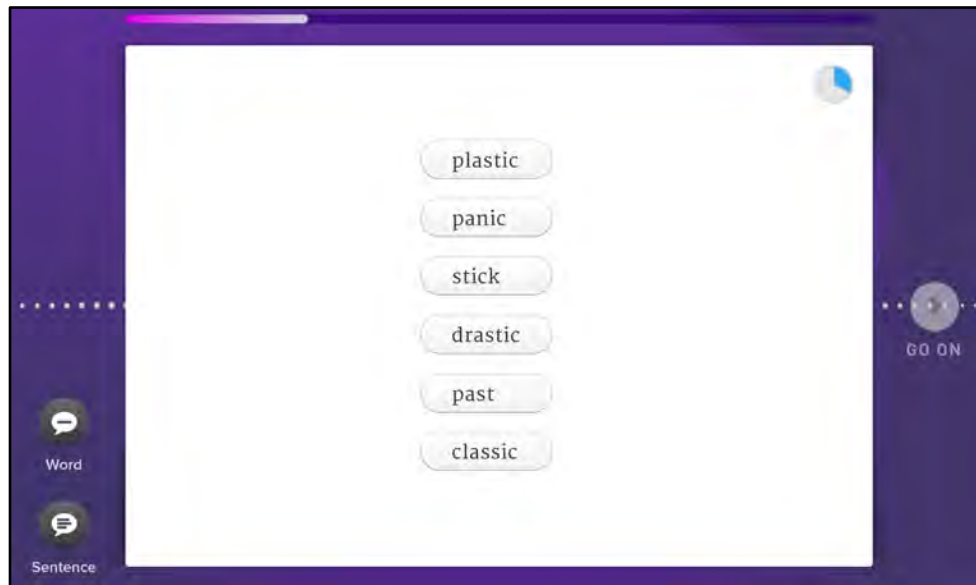 plastic
panic
stick
drastic
past
classic
GO ON
Word
Sentence